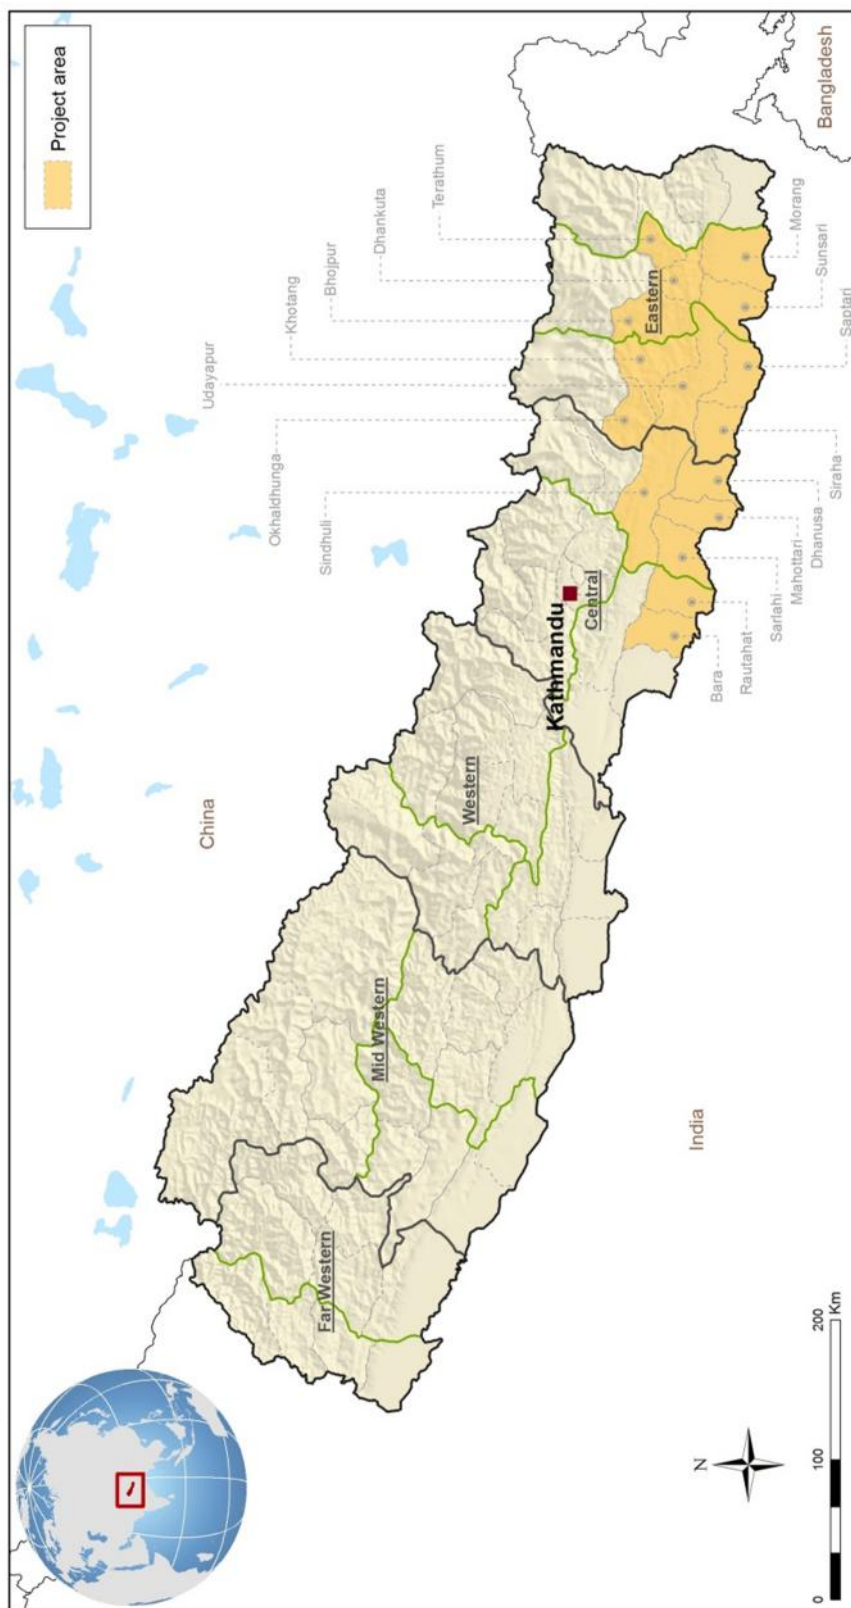 Project area
China
India
Bangladesh
Udayapur
Khotang
Bhojpur
Dhankuta
Terathum
Okhaldhunga
Sindhuli
Far Western
Mid Western
Western
Kathmandu
Central
Eastern
Bara
Rautahat
Sarlahi
Mahottari
Dhanusa
Siraha
Saptari
Sunsari
Morang
N
0 100 200
Km